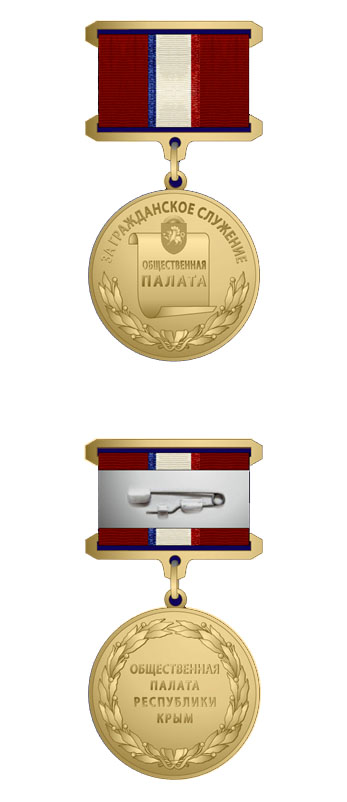 ЗА ГРАЖДАНСКОЕ СЛУЖЕНИЕ
ОБЩЕСТВЕННАЯ
ПАЛАТА
ОБЩЕСТВЕННАЯ
ПАЛАТА
РЕСПУБЛИКИ
КРЫМ